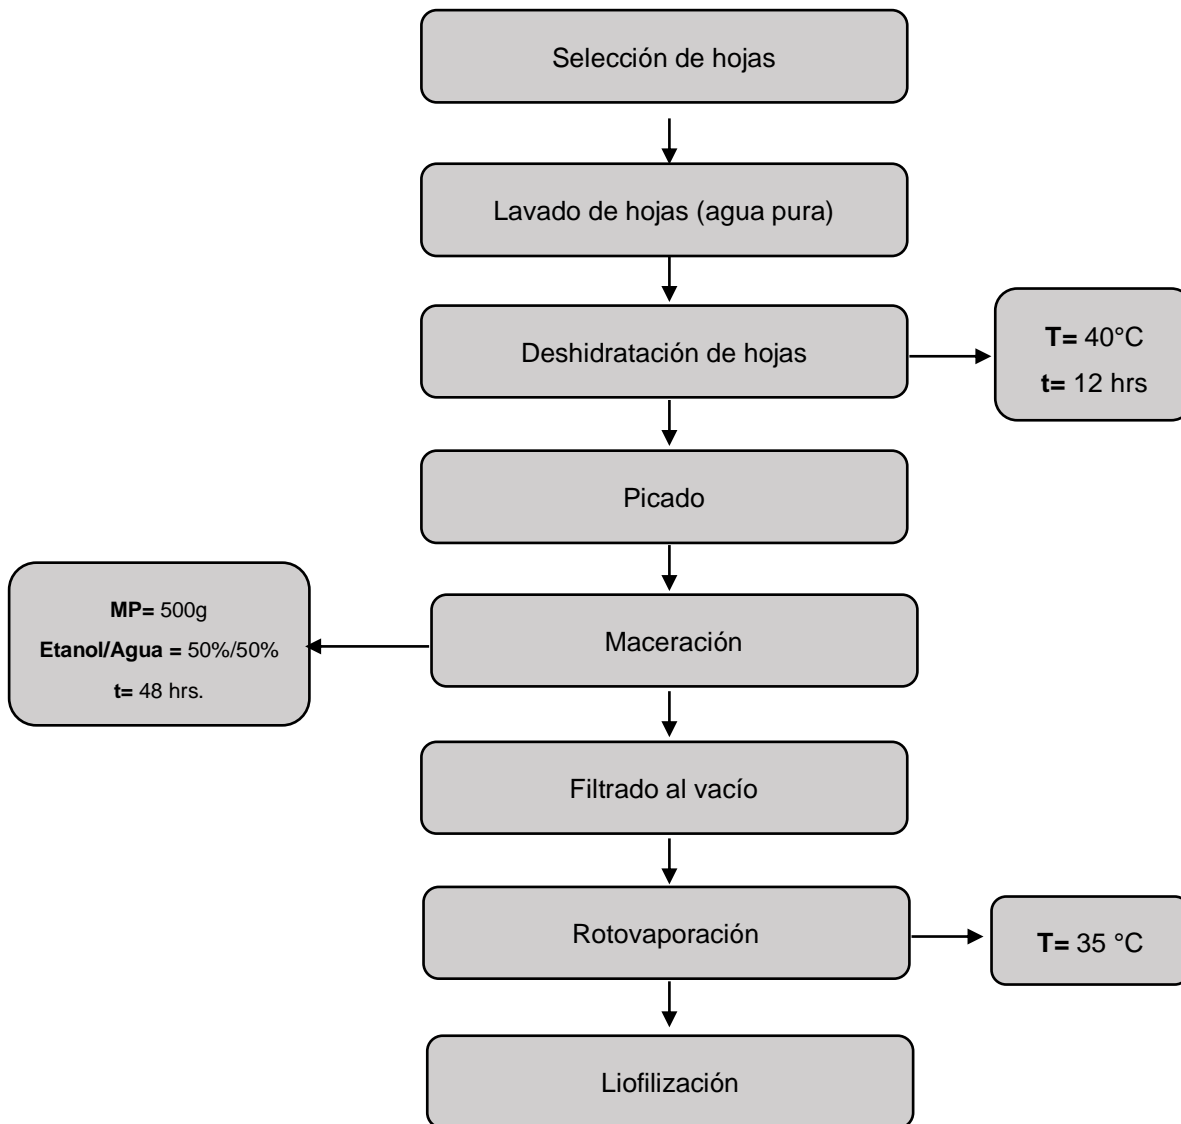 Selección de hojas
Lavado de hojas (agua pura)
Deshidratación de hojas
T= 40°C
t= 12 hrs
Picado
MP= 500g
Etanol/Agua = 50%/50%
t= 48 hrs.
Maceración
Filtrado al vacío
Rotovaporación
T= 35 °C
Liofilización